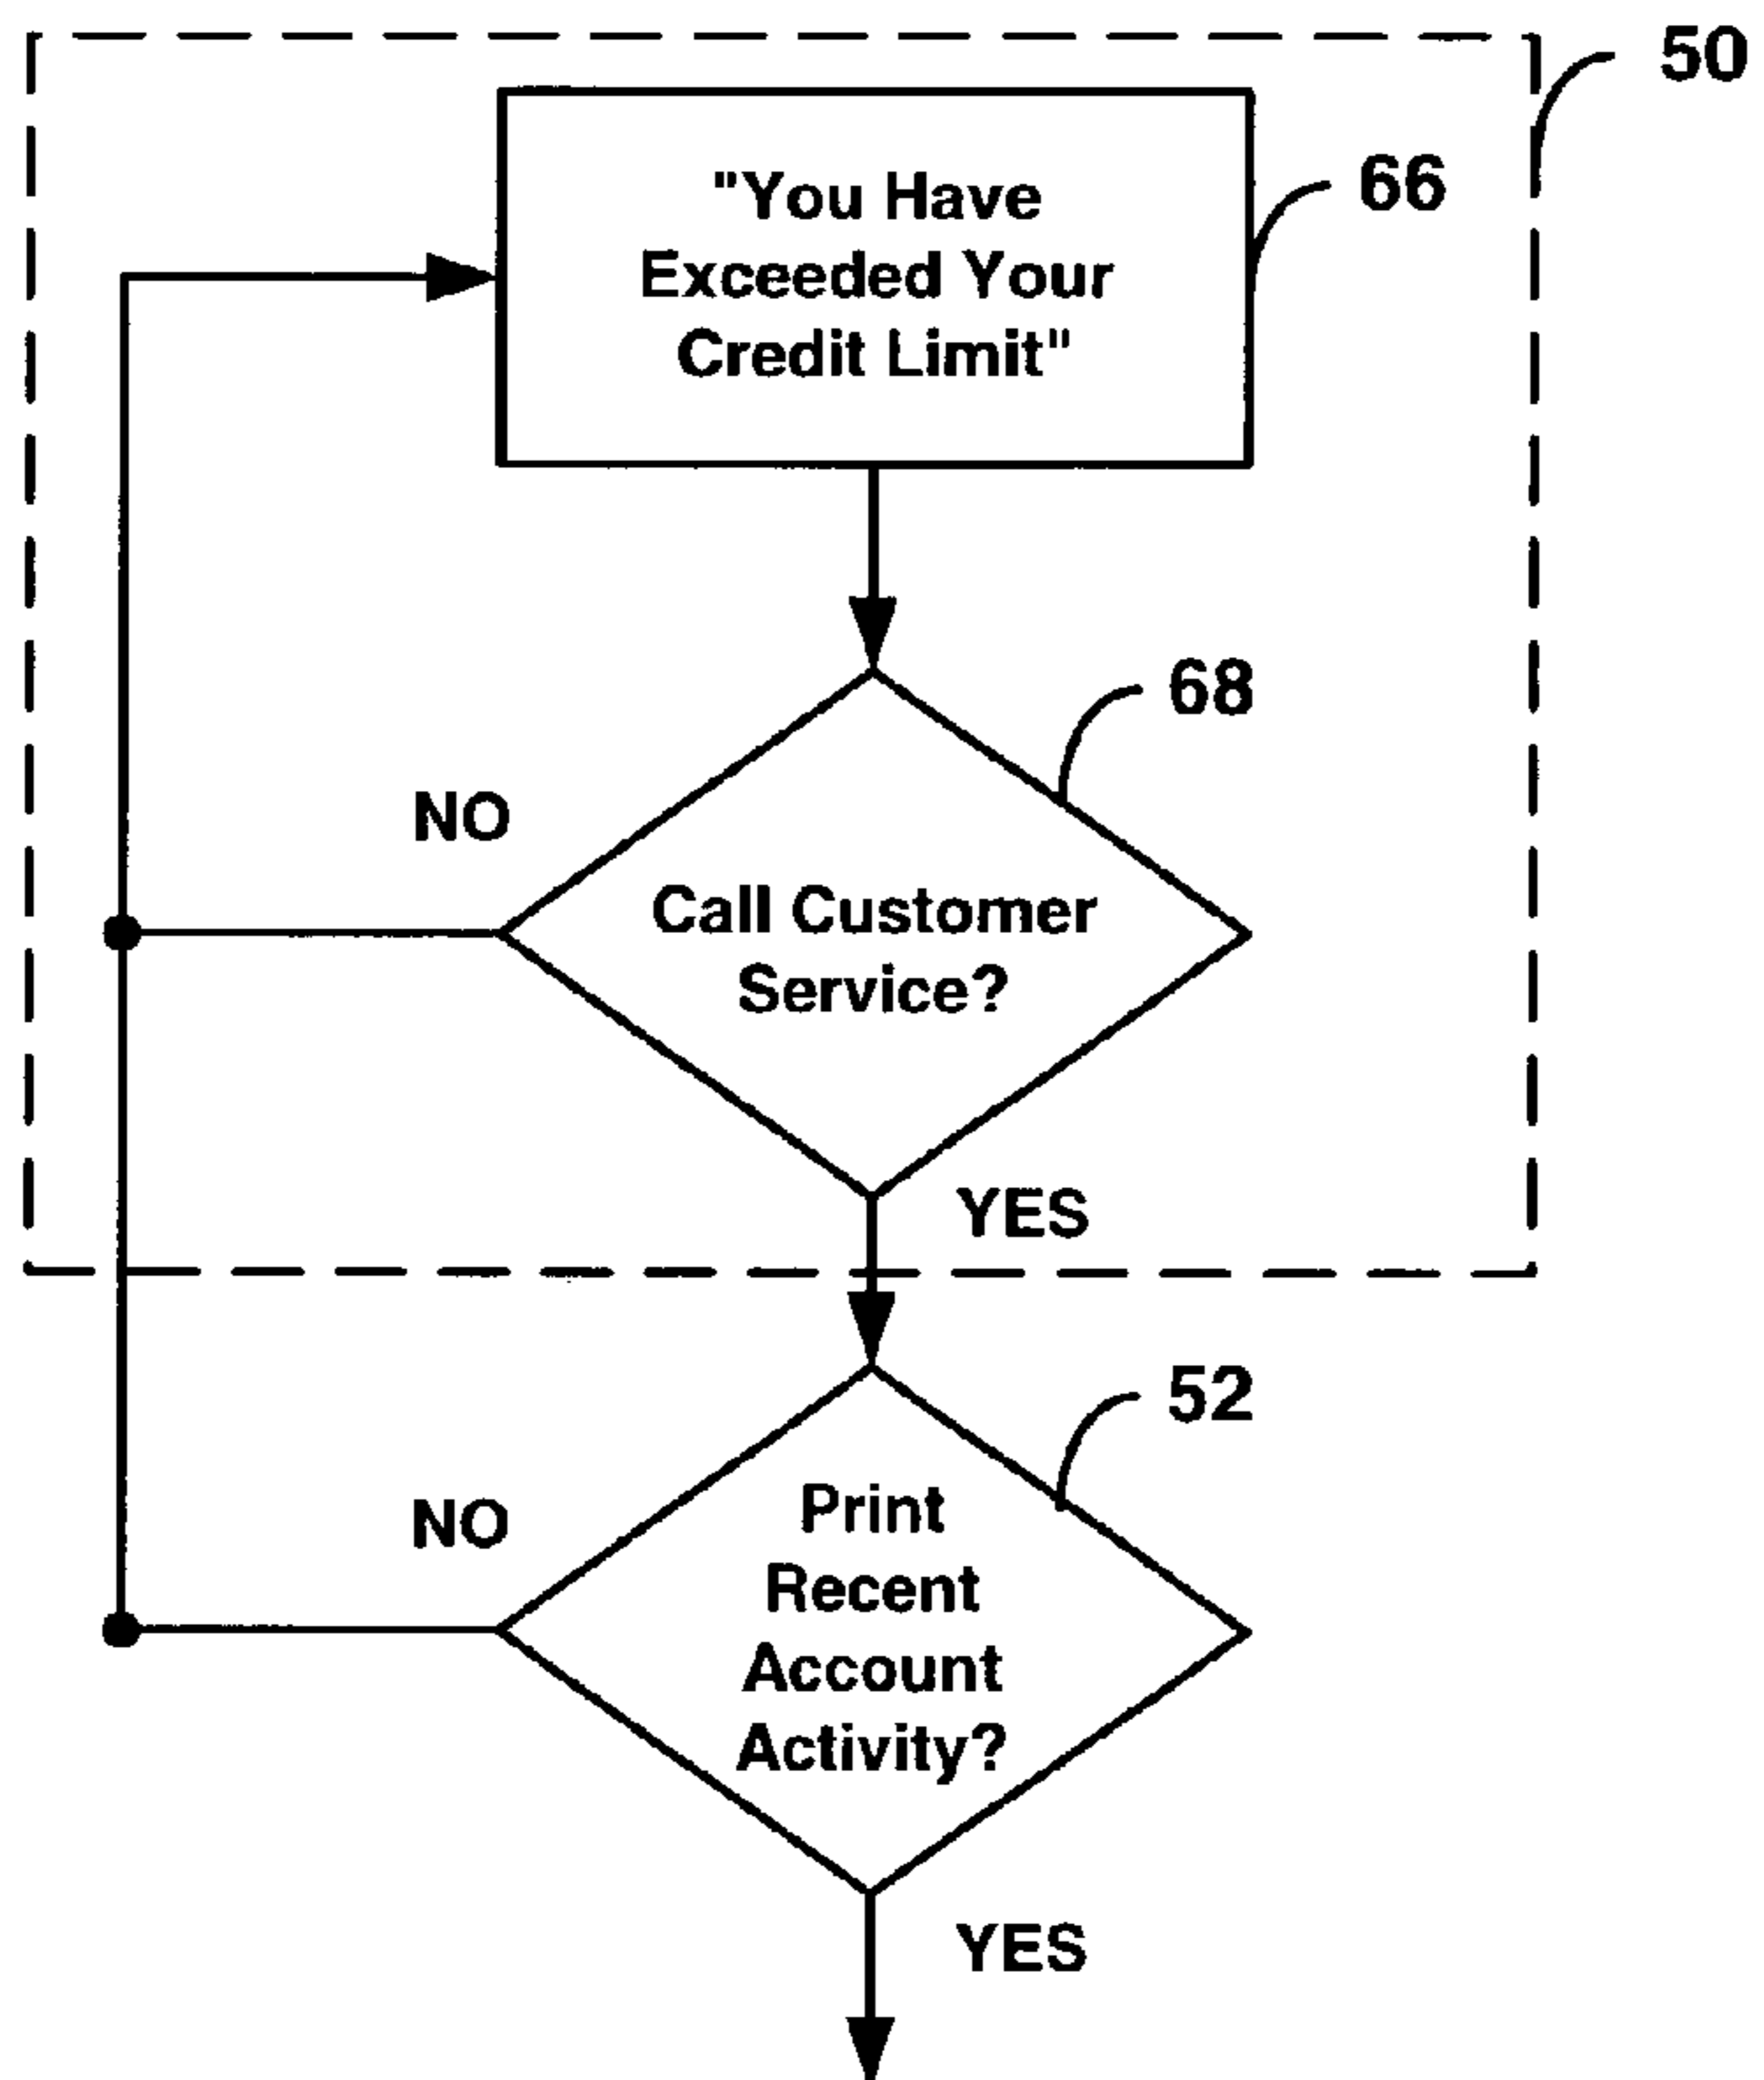 50
"You Have
Exceeded Your
Credit Limit"
66
68
NO
Call Customer
Service?
YES
52
NO
Print
Recent
Account
Activity?
YES